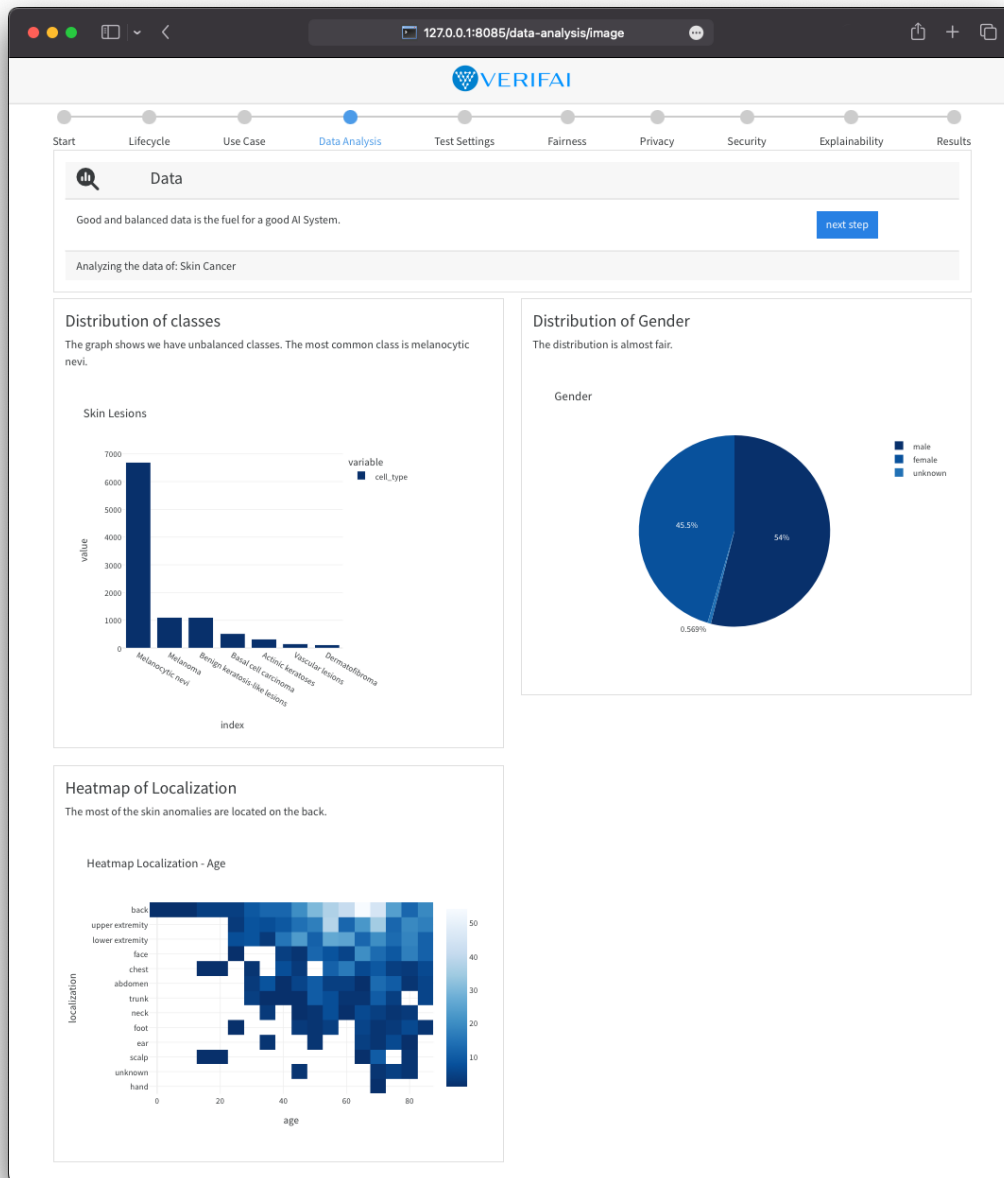 127.0.0.1:8085/data-analysis/image
VERIFAI
Start Lifecycle Use Case Data Analysis Test Settings Fairness Privacy Security Explainability Results
Data
Good and balanced data is the fuel for a good AI System.
next step
Analyzing the data of: Skin Cancer
Distribution of classes
The graph shows we have unbalanced classes. The most common class is melanocytic
nevi.
Skin Lesions
7000
6000
5000
4000
3000
2000
1000
0
value
variable
cell_type
Melanocytic nevi
Melanoma
Benign keratosis-like lesions
Basal cell carcinoma
Actinic keratoses
Vascular lesions
Dermatofibroma
index
Distribution of Gender
The distribution is almost fair.
Gender
male
female
unknown
45.5%
54%
0.569%
Heatmap of Localization
The most of the skin anomalies are located on the back.
Heatmap Localization - Age
localization
back
upper extremity
lower extremity
face
chest
abdomen
trunk
neck
foot
ear
scalp
unknown
hand
0 20 40 60 80
age
50
40
30
20
10